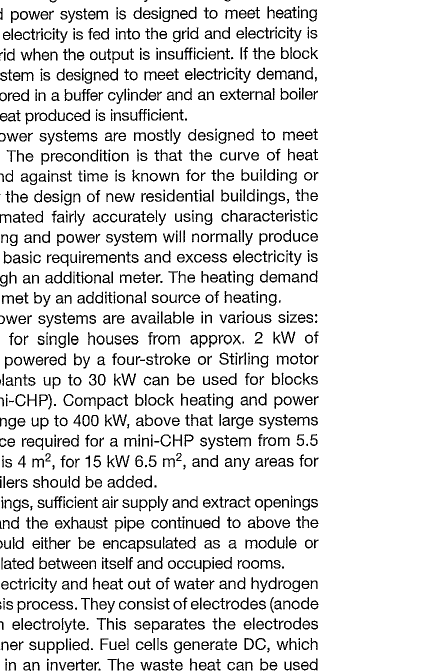 d power system is designed to meet heating
electricity is fed into the grid and electricity is
rid when the output is insufficient. If the block
stem is designed to meet electricity demand,
ored in a buffer cylinder and an external boiler
eat produced is insufficient.
ower systems are mostly designed to meet
The precondition is that the curve of heat
nd against time is known for the building or
the design of new residential buildings, the
mated fairly accurately using characteristic
ng and power system will normally produce
basic requirements and excess electricity is
gh an additional meter. The heating demand
met by an additional source of heating.
ower systems are available in various sizes:
for single houses from approx. 2 kW of
powered by a four-stroke or Stirling motor
plants up to 30 kW can be used for blocks
ni-CHP). Compact block heating and power
nge up to 400 kW, above that large systems
ce required for a mini-CHP system from 5.5
is 4 m², for 15 kW 6.5 m², and any areas for
ilers should be added.
ings, sufficient air supply and extract openings
and the exhaust pipe continued to above the
ould either be encapsulated as a module or
lated between itself and occupied rooms.
ectricity and heat out of water and hydrogen
sis process. They consist of electrodes (anode
n electrolyte. This separates the electrodes
ner supplied. Fuel cells generate DC, which
in an inverter. The waste heat can be used